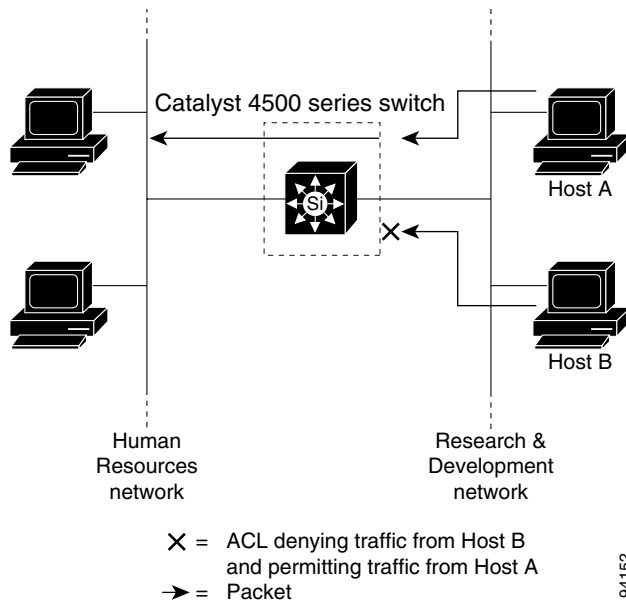 Catalyst 4500 series switch
Si
Host A
Host B
Human
Resources
network
Research &
Development
network
X = ACL denying traffic from Host B
and permitting traffic from Host A
→ = Packet
94153